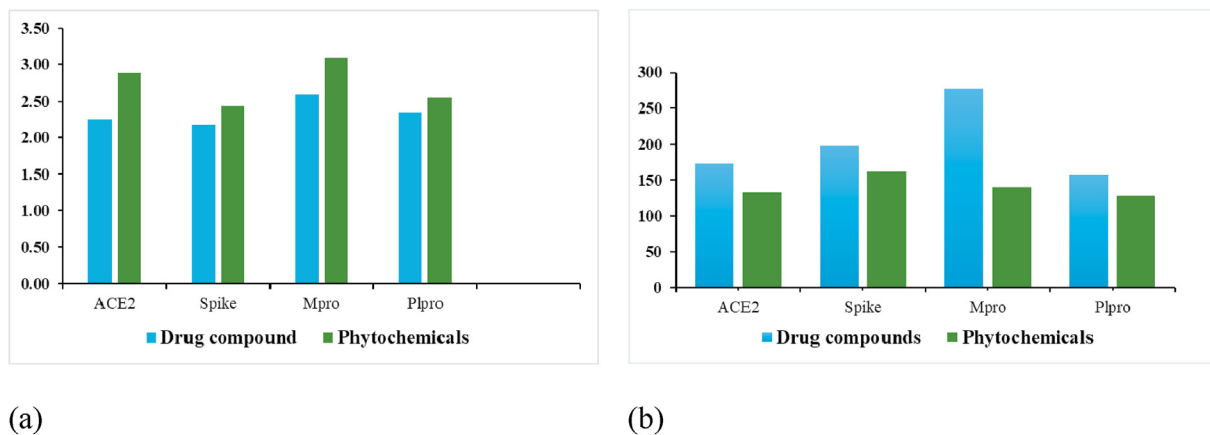 3.50
3.00
2.50
2.00
1.50
1.00
0.50
0.00
ACE2 Spike Mpro Plpro
Drug compound Phytochemicals
(a)
300
250
200
150
100
50
0
ACE2 Spike Mpro Plpro
Drug compounds Phytochemicals
(b)